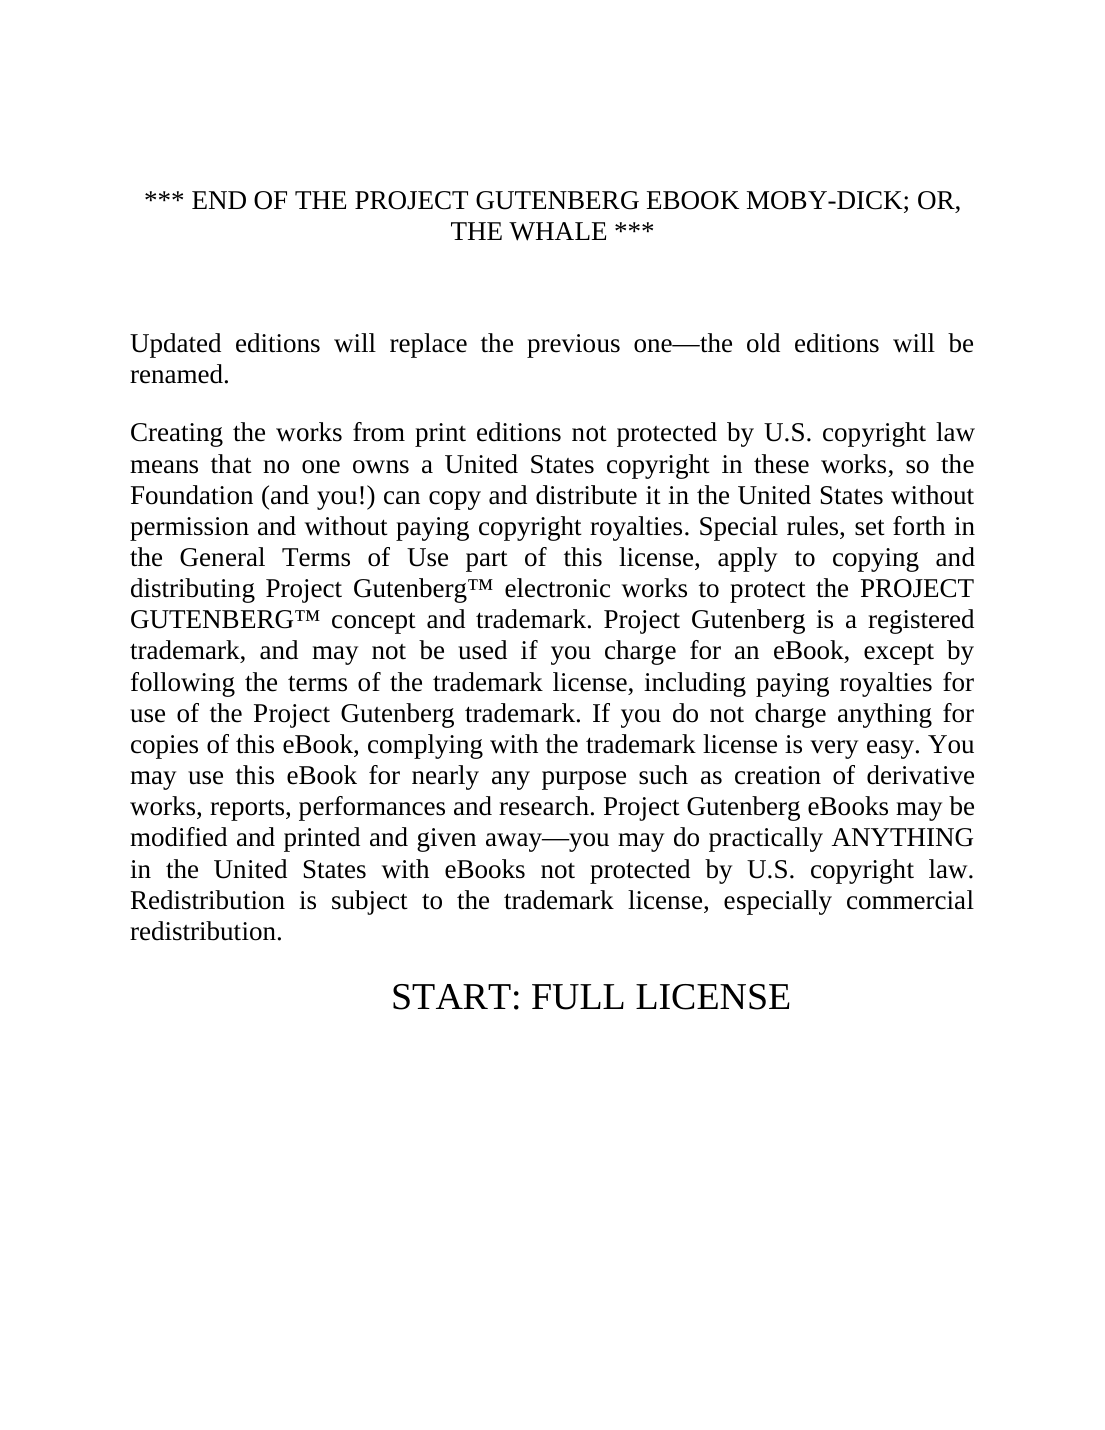 *** END OF THE PROJECT GUTENBERG EBOOK MOBY-DICK; OR,
THE WHALE ***
Updated editions will replace the previous one—the old editions will be
renamed.
Creating the works from print editions not protected by U.S. copyright law
means that no one owns a United States copyright in these works, so the
Foundation (and you!) can copy and distribute it in the United States without
permission and without paying copyright royalties. Special rules, set forth in
the General Terms of Use part of this license, apply to copying and
distributing Project Gutenberg™ electronic works to protect the PROJECT
GUTENBERG™ concept and trademark. Project Gutenberg is a registered
trademark, and may not be used if you charge for an eBook, except by
following the terms of the trademark license, including paying royalties for
use of the Project Gutenberg trademark. If you do not charge anything for
copies of this eBook, complying with the trademark license is very easy. You
may use this eBook for nearly any purpose such as creation of derivative
works, reports, performances and research. Project Gutenberg eBooks may be
modified and printed and given away—you may do practically ANYTHING
in the United States with eBooks not protected by U.S. copyright law.
Redistribution is subject to the trademark license, especially commercial
redistribution.
START: FULL LICENSE